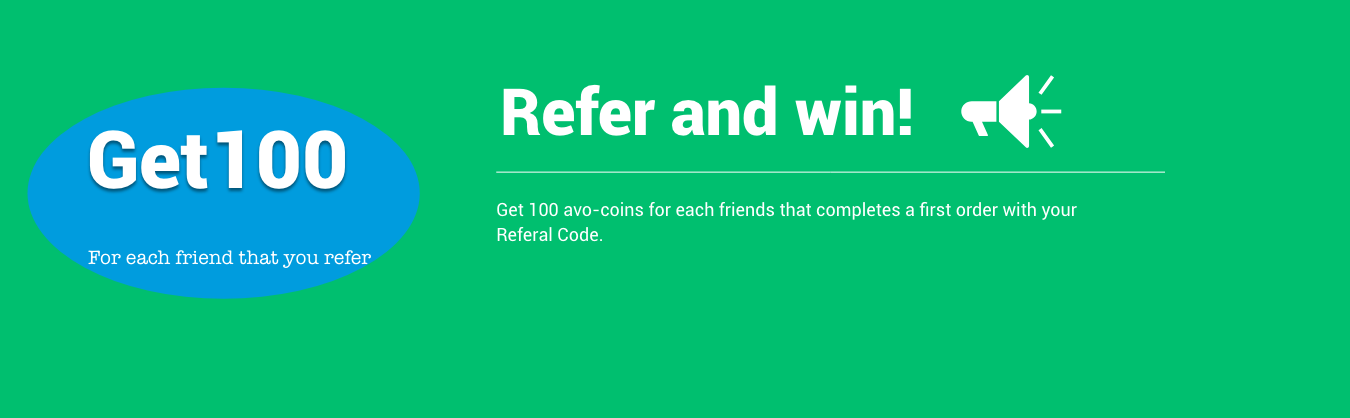 Get100
For each friend that you refer
Refer and win!
Get 100 avo-coins for each friends that completes a first order with your
Referal Code.